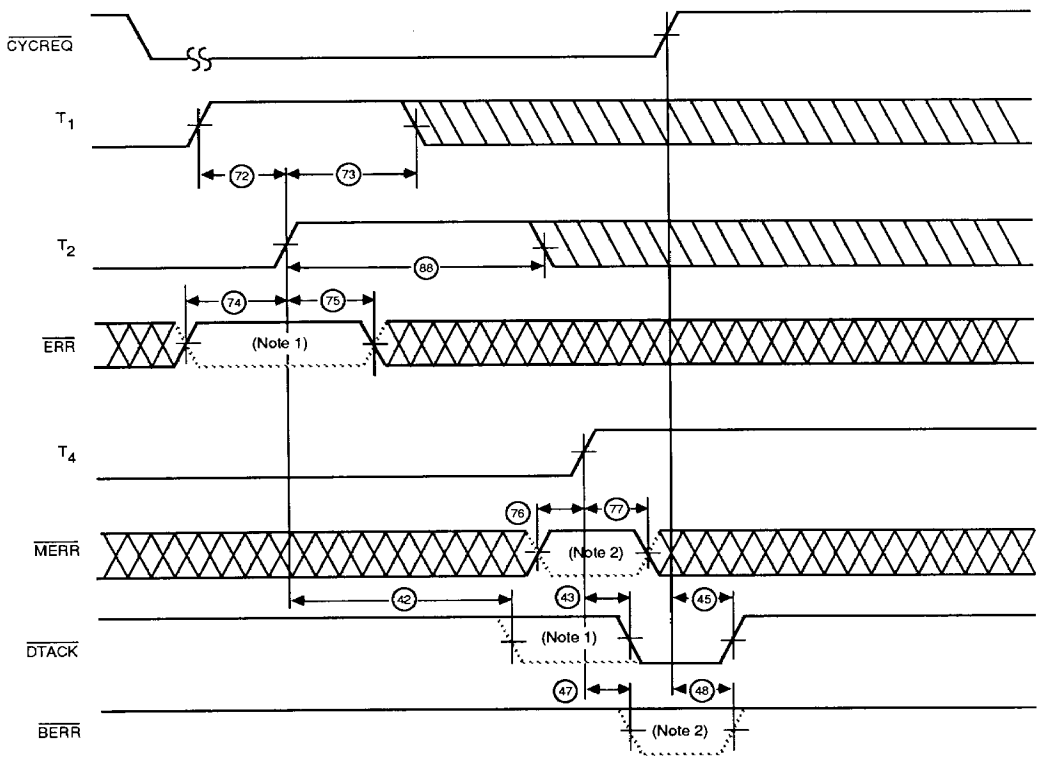 CYCREQ
T1
72
73
T2
88
74
75
ERR
(Note 1)
T4
76
77
MERR
(Note 2)
42
43
45
DTACK
(Note 1)
47
48
BERR
(Note 2)